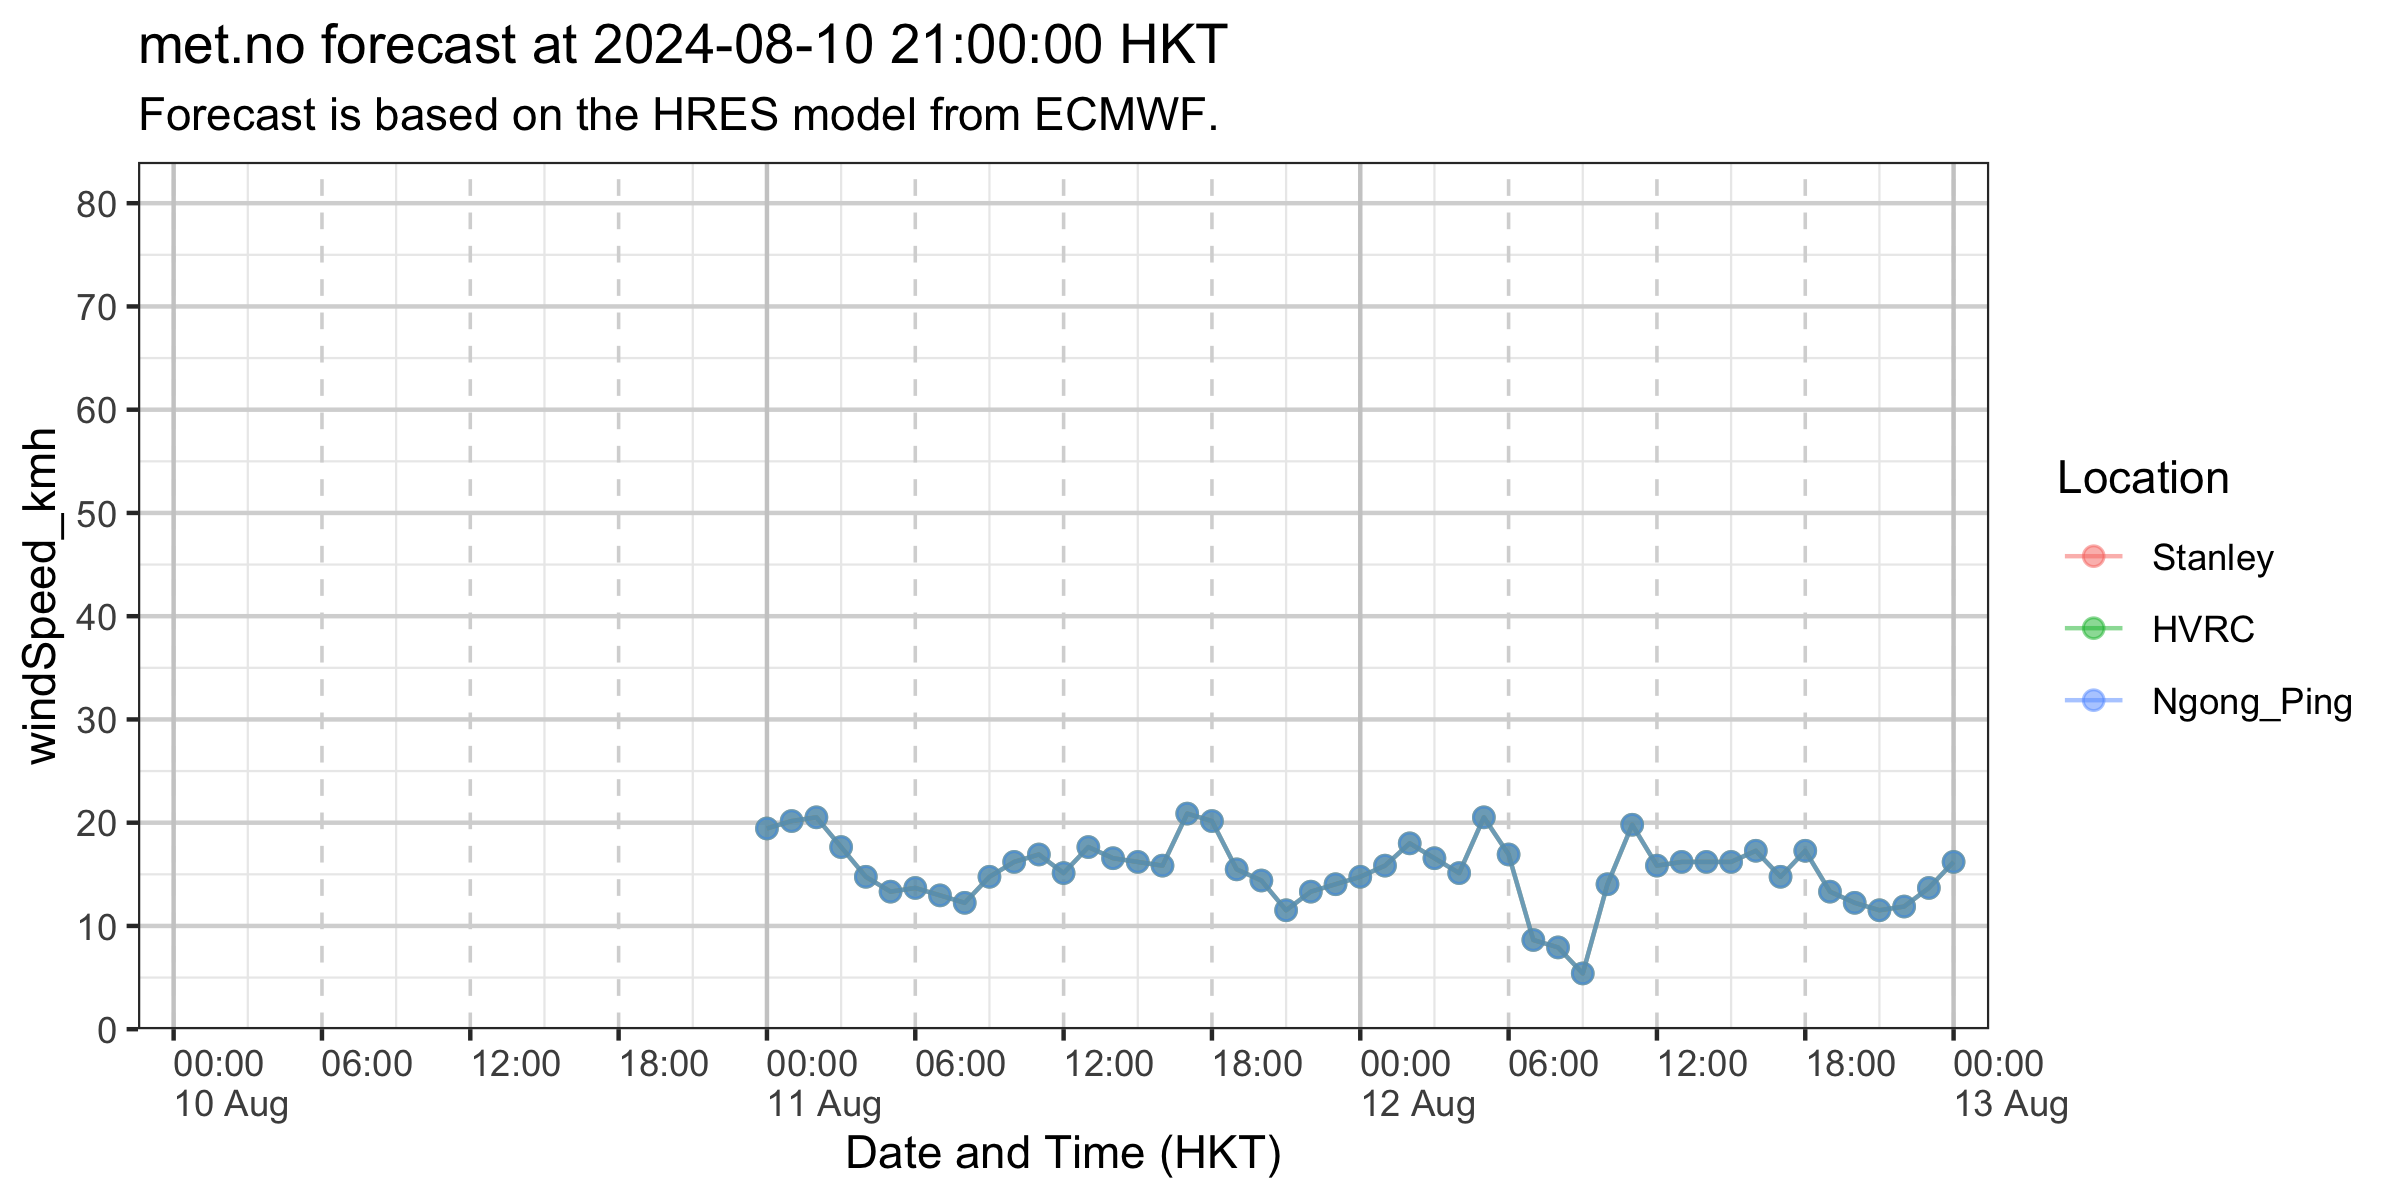 met.no forecast at 2024-08-10 21:00:00 HKT
Forecast is based on the HRES model from ECMWF.
windSpeed_kmh
80
70
60
50
40
30
20
10
0
00:00 06:00 12:00 18:00 00:00 06:00 12:00 18:00 00:00 06:00 12:00 18:00 00:00
10 Aug 11 Aug 12 Aug 13 Aug
Date and Time (HKT)
Location
Stanley
HVRC
Ngong_Ping